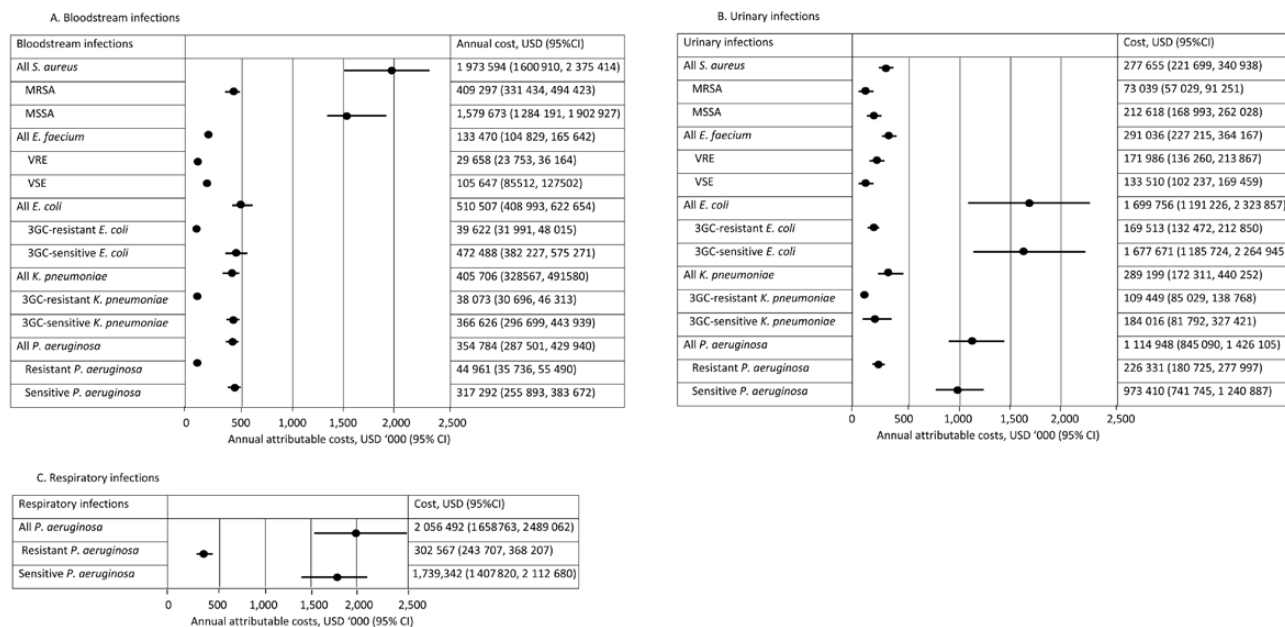 A. Bloodstream infections
Bloodstream infections Annual cost, USD (95%CI)
All S. aureus 1 973 594 (1600 910, 2 375 414)
MRSA 409 297 (331 434, 494 423)
MSSA 1,579 673 (1284 191, 1 902 927)
All E. faecium 133 470 (104 829, 165 642)
VRE 29 658 (23 753, 36 164)
VSE 105 647 (85512, 127502)
All E. coli 510 507 (408 993, 622 654)
3GC-resistant E. coli 39 622 (31 991, 48 015)
3GC-sensitive E. coli 472 488 (382 227, 575 271)
All K. pneumoniae 405 706 (328567, 491580)
3GC-resistant K. pneumoniae 38 073 (30 696, 46 313)
3GC-sensitive K. pneumoniae 366 626 (296 699, 443 939)
All P. aeruginosa 354 784 (287 501, 429 940)
Resistant P. aeruginosa 44 961 (35 736, 55 490)
Sensitive P. aeruginosa 317 292 (255 893, 383 672)
0 500 1,000 1,500 2,000 2,500
Annual attributable costs, USD '000 (95% CI)
B. Urinary infections
Urinary infections Cost, USD (95%CI)
All S. aureus 277 655 (221 699, 340 938)
MRSA 73 039 (57 029, 91 251)
MSSA 212 618 (168 993, 262 028)
All E. faecium 291 036 (227 215, 364 167)
VRE 171 986 (136 260, 213 867)
VSE 133 510 (102 237, 169 459)
All E. coli 1 699 756 (1 191 226, 2 323 857)
3GC-resistant E. coli 169 513 (132 472, 212 850)
3GC-sensitive E. coli 1 677 671 (1 185 724, 2 264 945)
All K. pneumoniae 289 199 (172 311, 440 252)
3GC-resistant K. pneumoniae 109 449 (85 029, 138 768)
3GC-sensitive K. pneumoniae 184 016 (81 792, 327 421)
All P. aeruginosa 1 114 948 (845 090, 1 426 105)
Resistant P. aeruginosa 226 331 (180 725, 277 997)
Sensitive P. aeruginosa 973 410 (741 745, 1 240 887)
0 500 1,000 1,500 2,000 2,500
Annual attributable costs, USD '000 (95% CI)
C. Respiratory infections
Respiratory infections Cost, USD (95%CI)
All P. aeruginosa 2 056 492 (1658763, 2489 062)
Resistant P. aeruginosa 302 567 (243 707, 368 207)
Sensitive P. aeruginosa 1,739,342 (1 407 820, 2 112 680)
0 500 1,000 1,500 2,000 2,500
Annual attributable costs, USD '000 (95% CI)